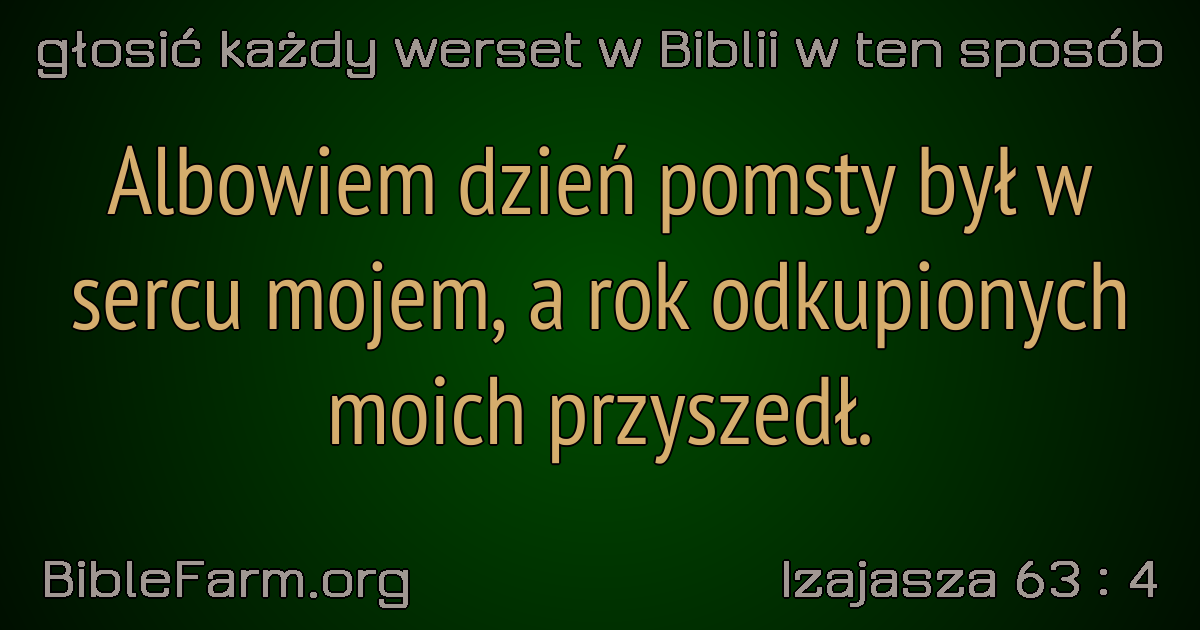 głosić każdy werset w Biblii w ten sposób
Albowiem dzień pomsty był w
sercu mojem, a rok odkupionych
moich przyszedł.
BibleFarm.org
Izajasza 63 : 4